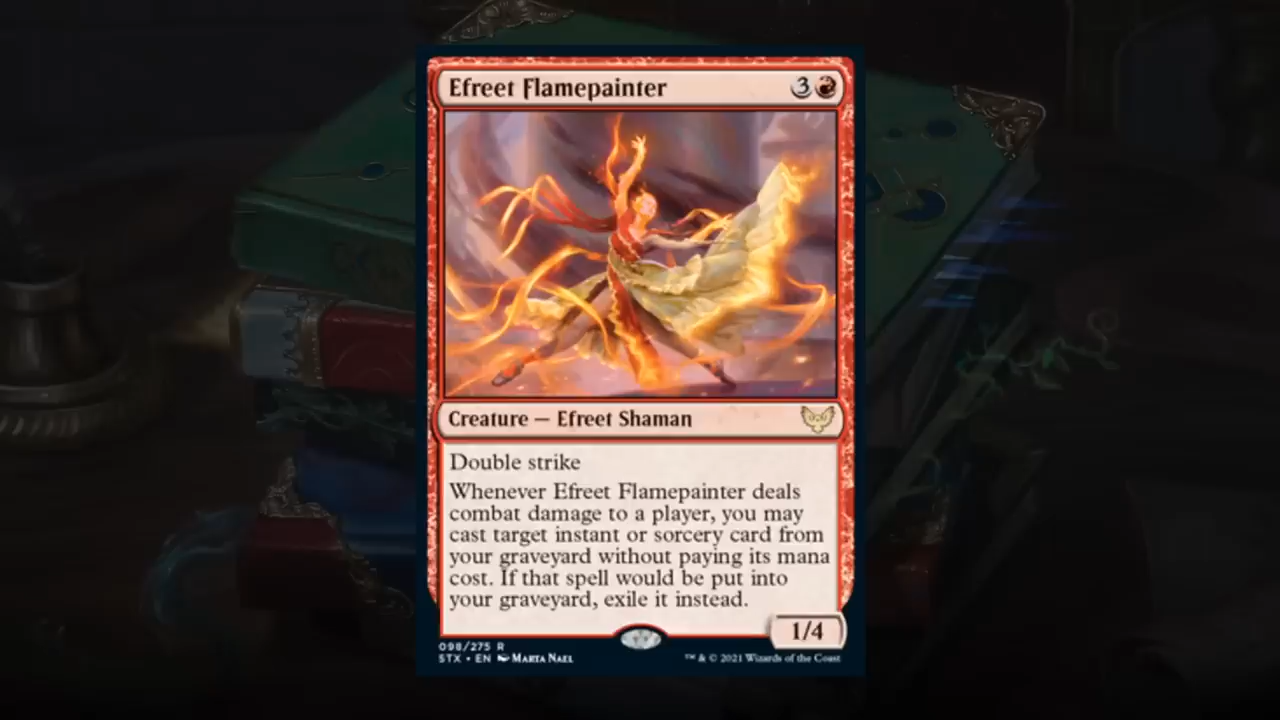 Efreet Flamepainter 3
Creature — Efreet Shaman
Double strike
Whenever Efreet Flamepainter deals
combat damage to a player, you may
cast target instant or sorcery card from
your graveyard without paying its mana
cost. If that spell would be put into
your graveyard, exile it instead.
1/4
098/275 R
STX • EN Marta Nael ™ & © 2021 Wizards of the Coast